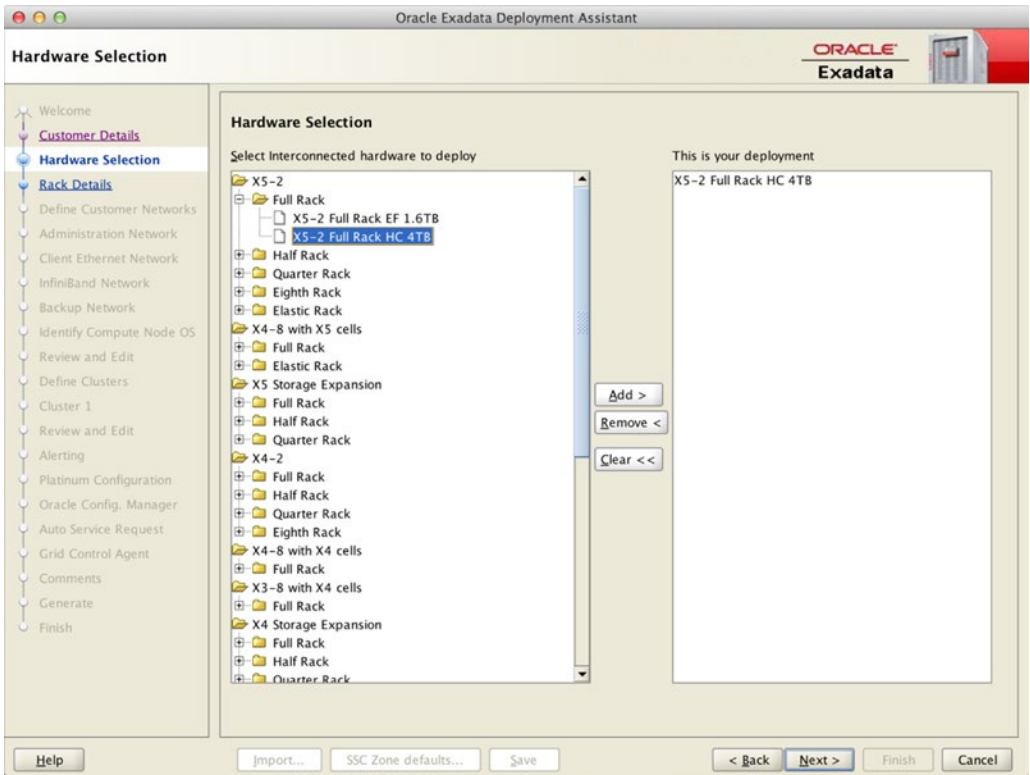 Oracle Exadata Deployment Assistant
Hardware Selection
ORACLE
Exadata
Welcome
Customer Details
Hardware Selection
Rack Details
Define Customer Networks
Administration Network
Client Ethernet Network
InfiniBand Network
Backup Network
Identify Compute Node OS
Review and Edit
Define Clusters
Cluster 1
Review and Edit
Alerting
Platinum Configuration
Oracle Config. Manager
Auto Service Request
Grid Control Agent
Comments
Generate
Finish
Hardware Selection
Select Interconnected hardware to deploy
X5-2
Full Rack
X5-2 Full Rack EF 1.6TB
X5-2 Full Rack HC 4TB
Half Rack
Quarter Rack
Eighth Rack
Elastic Rack
X4-8 with X5 cells
Full Rack
Elastic Rack
X5 Storage Expansion
Full Rack
Half Rack
Quarter Rack
X4-2
Full Rack
Half Rack
Quarter Rack
Eighth Rack
X4-8 with X4 cells
Full Rack
X3-8 with X4 cells
Full Rack
X4 Storage Expansion
Full Rack
Half Rack
Quarter Rack
Add >
Remove <
Clear <<
This is your deployment
X5-2 Full Rack HC 4TB
Help
Import...
SSC Zone defaults...
Save
< Back
Next >
Finish
Cancel